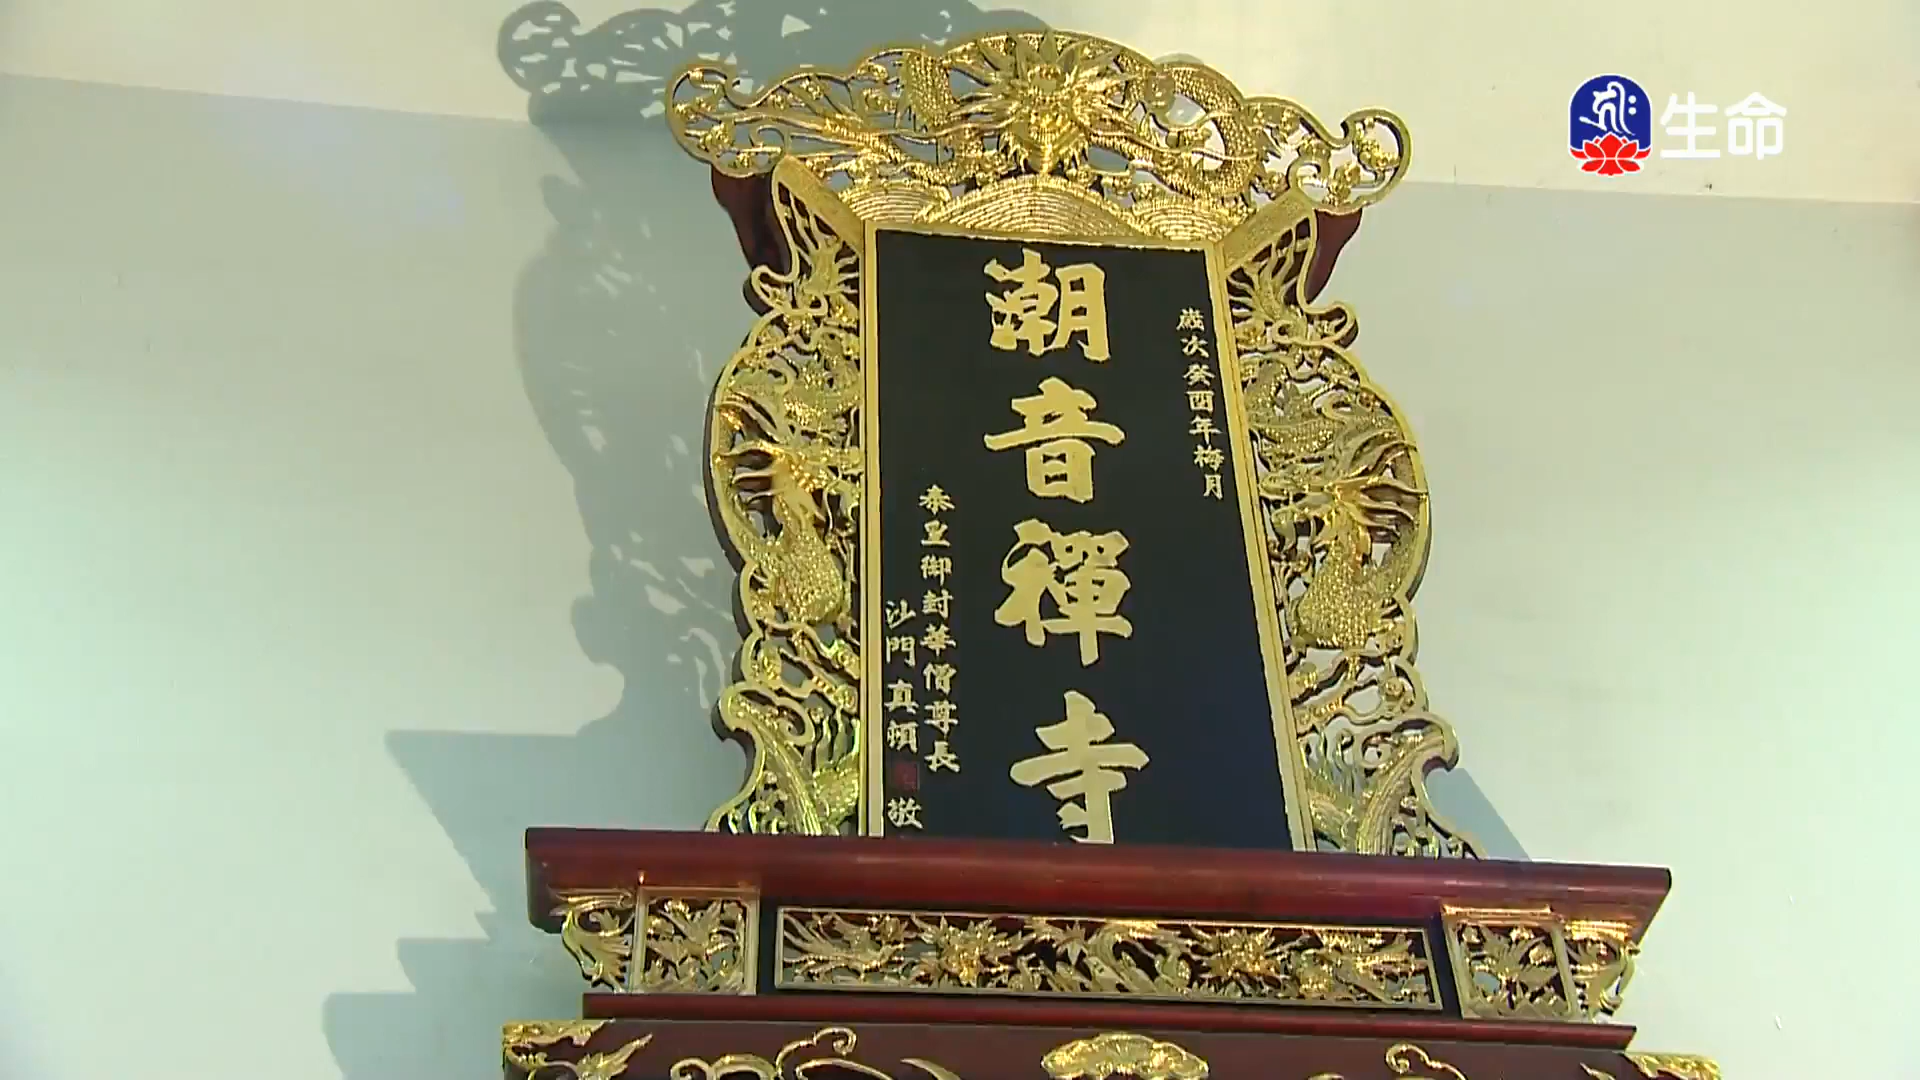 生命
歲次癸酉年梅月
潮音禪寺
泰皇御封華僧尊長
沙門真頓
敬